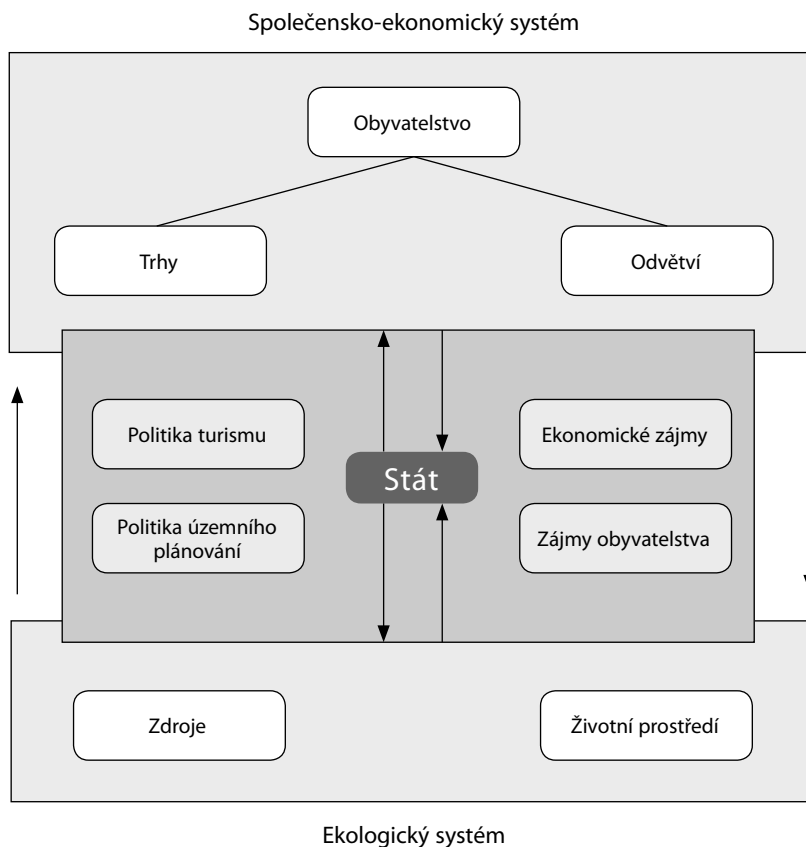 Společensko-ekonomický systém
Obyvatelstvo
Trhy
Odvětví
Politika turismu
Ekonomické zájmy
Stát
Politika územního
plánování
Zájmy obyvatelstva
Zdroje
Životní prostředí
Ekologický systém